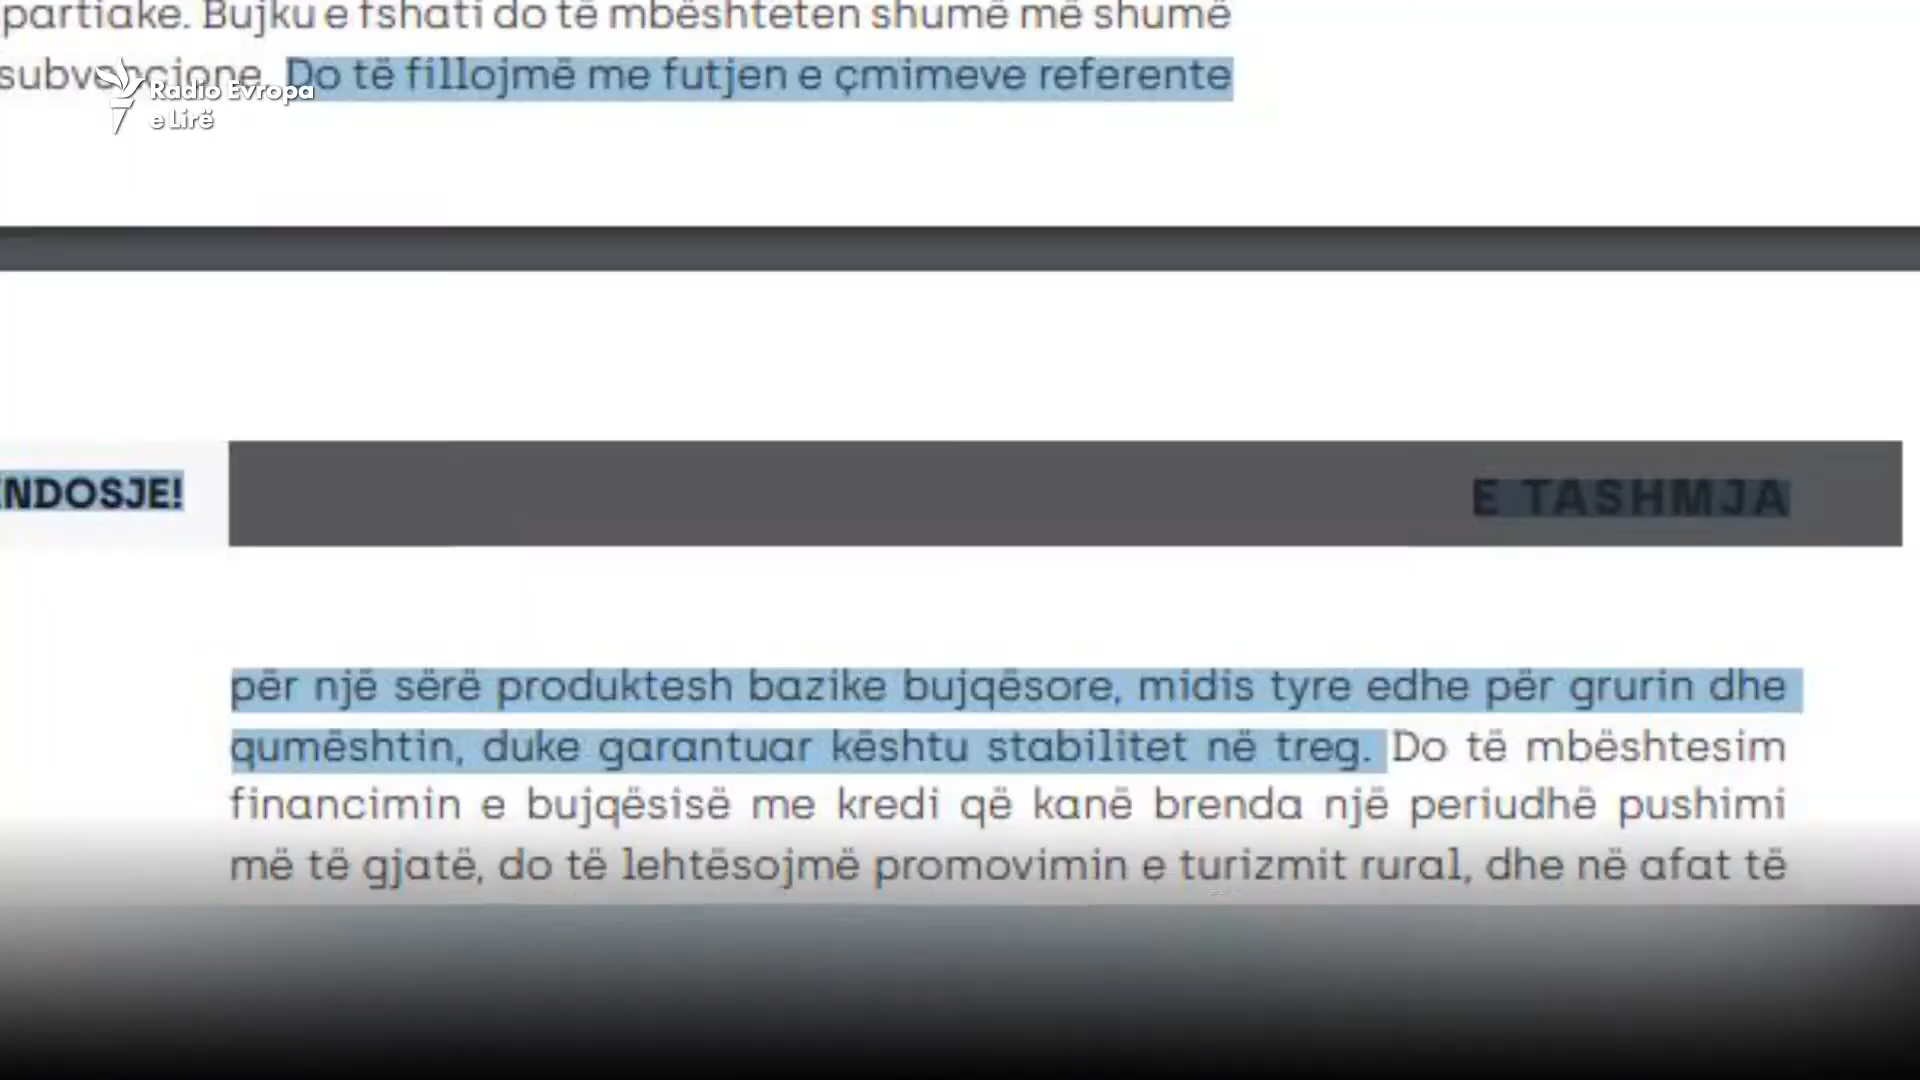 partiake. Bujku e fshati do të mbështeten shumë më shumë
subvencione. Do të fillojmë me futjen e çmimeve referente
Radio Evropa
e Lirë
NDOSJE!
E TASHMJA
për një sërë produktesh bazike bujqësore, midis tyre edhe për grurin dhe
qumështin, duke garantuar kështu stabilitet në treg. Do të mbështesim
financimin e bujqësisë me kredi që kanë brenda një periudhë pushimi
më të gjatë, do të lehtësojmë promovimin e turizmit rural, dhe në afat të